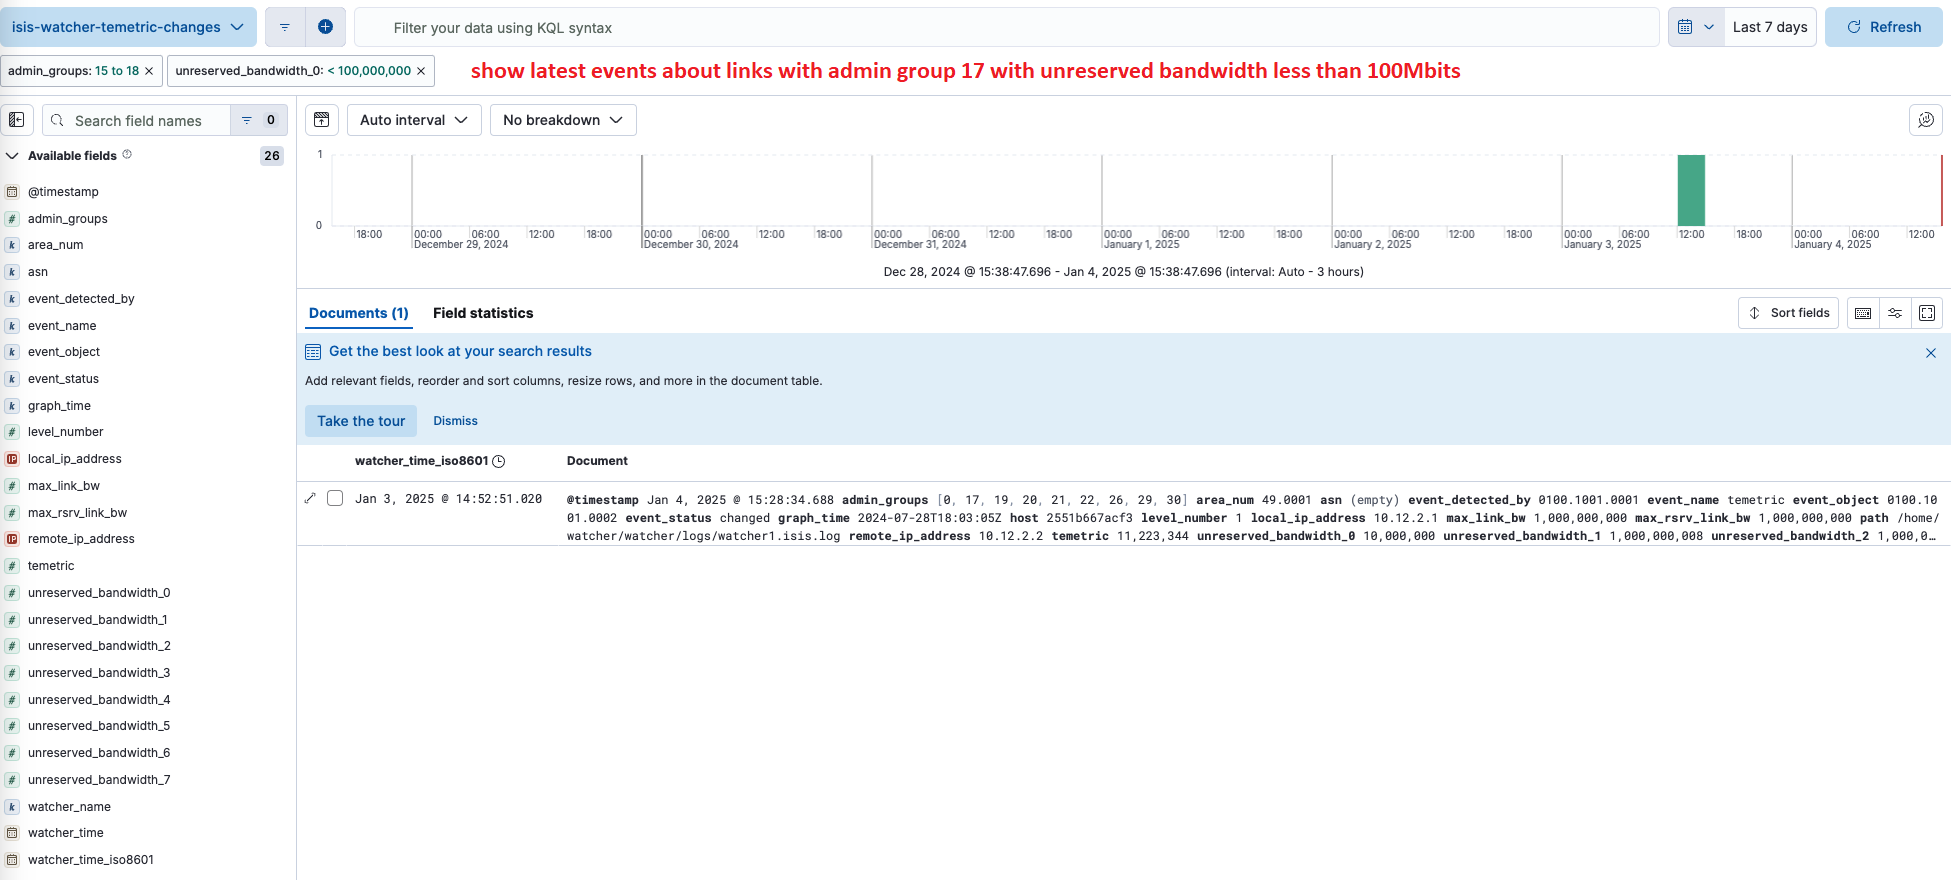 isis-watcher-temetric-changes
Filter your data using KQL syntax
Last 7 days
Refresh
admin_groups: 15 to 18
unreserved_bandwidth_0: < 100,000,000
show latest events about links with admin group 17 with unreserved bandwidth less than 100Mbits
Search field names
0
Auto interval
No breakdown
Available fields
26
@timestamp
admin_groups
area_num
asn
event_detected_by
event_name
event_object
event_status
graph_time
level_number
local_ip_address
max_link_bw
max_rsrv_link_bw
remote_ip_address
temetric
unreserved_bandwidth_0
unreserved_bandwidth_1
unreserved_bandwidth_2
unreserved_bandwidth_3
unreserved_bandwidth_4
unreserved_bandwidth_5
unreserved_bandwidth_6
unreserved_bandwidth_7
watcher_name
watcher_time
watcher_time_iso8601
1
0
18:00 00:00 06:00 12:00 18:00 00:00 06:00 12:00 18:00 00:00 06:00 12:00 18:00 00:00 06:00 12:00 18:00 00:00 06:00 12:00 18:00 00:00 06:00 12:00 18:00 00:00 06:00 12:00
December 29, 2024 December 30, 2024 December 31, 2024 January 1, 2025 January 2, 2025 January 3, 2025 January 4, 2025
Dec 28, 2024 @ 15:38:47.696 - Jan 4, 2025 @ 15:38:47.696 (interval: Auto - 3 hours)
Documents (1)
Field statistics
Sort fields
Get the best look at your search results
Add relevant fields, reorder and sort columns, resize rows, and more in the document table.
Take the tour
Dismiss
watcher_time_iso8601
Document
Jan 3, 2025 @ 14:52:51.020
@timestamp Jan 4, 2025 @ 15:28:34.688 admin_groups [0, 17, 19, 20, 21, 22, 26, 29, 30] area_num 49.0001 asn (empty) event_detected_by 0100.1001.0001 event_name temetric event_object 0100.10
01.0002 event_status changed graph_time 2024-07-28T18:03:05Z host 2551b667acf3 level_number 1 local_ip_address 10.12.2.1 max_link_bw 1,000,000,000 max_rsrv_link_bw 1,000,000,000 path /home/
watcher/watcher/logs/watcher1.isis.log remote_ip_address 10.12.2.2 temetric 11,223,344 unreserved_bandwidth_0 10,000,000 unreserved_bandwidth_1 1,000,000,008 unreserved_bandwidth_2 1,000,0…